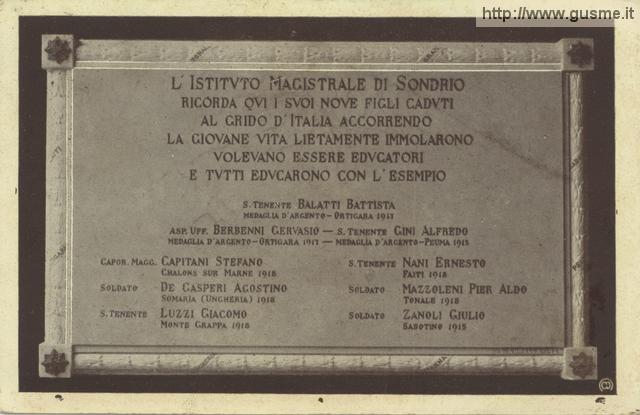 http://www.gusme.it
L'ISTITVTO MAGISTRALE DI SONDRIO
RICORDA QVI I SVOI NOVE FIGLI CADVTI
AL GRIDO D'ITALIA ACCORRENDO
LA GIOVANE VITA LIETAMENTE IMMOLARONO
VOLEVANO ESSERE EDVCATORI
E TVTTI EDVCARONO CON L'ESEMPIO
S. TENENTE BALATTI BATTISTA
MEDAGLIA D'ARGENTO – ORTIGARA 1917
ASP. UFF. BERBENNI GERVASIO — S. TENENTE GINI ALFREDO
MEDAGLIA D'ARGENTO – ORTIGARA 1917 — MEDAGLIA D'ARGENTO – PEUMA 1915
CAPOR. MAGG. CAPITANI STEFANO S. TENENTE NANI ERNESTO
CHALONS SUR MARNE 1918 FAITI 1918
SOLDATO DE GASPERI AGOSTINO SOLDATO MAZZOLENI PIER ALDO
SOMARIA (UNGHERIA) 1918 TONALE 1918
S. TENENTE LUZZI GIACOMO SOLDATO ZANOLI GIULIO
MONTE GRAPPA 1918 SABOTINO 1915